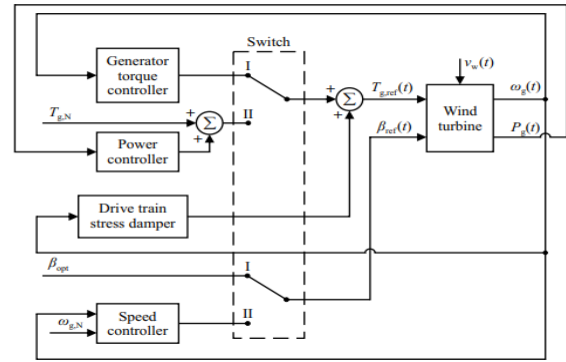 Generator
torque
controller
Switch
I
II
T_g,N
+
+
Σ
Power
controller
+
+
Σ
T_g,ref(t)
β_ref(t)
v_w(t)
Wind
turbine
ω_g(t)
P_g(t)
Drive train
stress damper
β_opt
I
II
ω_g,N
Speed
controller